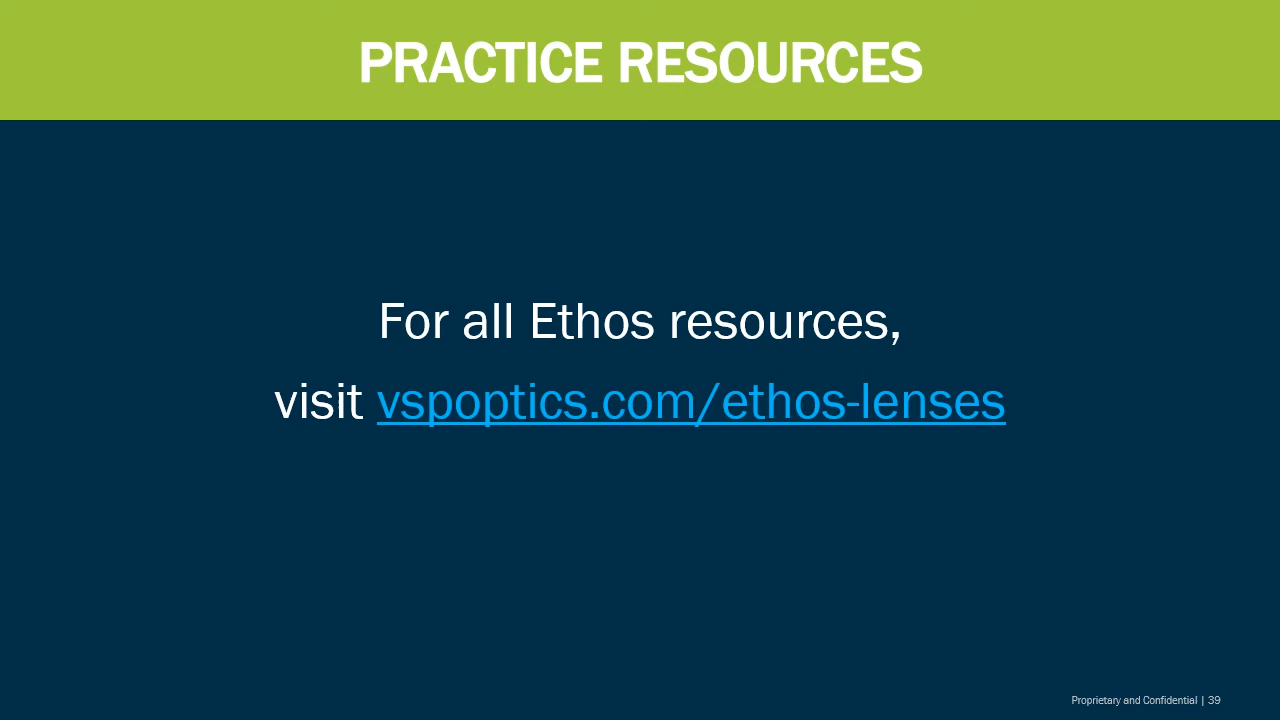 PRACTICE RESOURCES
For all Ethos resources,
visit vspoptics.com/ethos-lenses
Proprietary and Confidential | 39